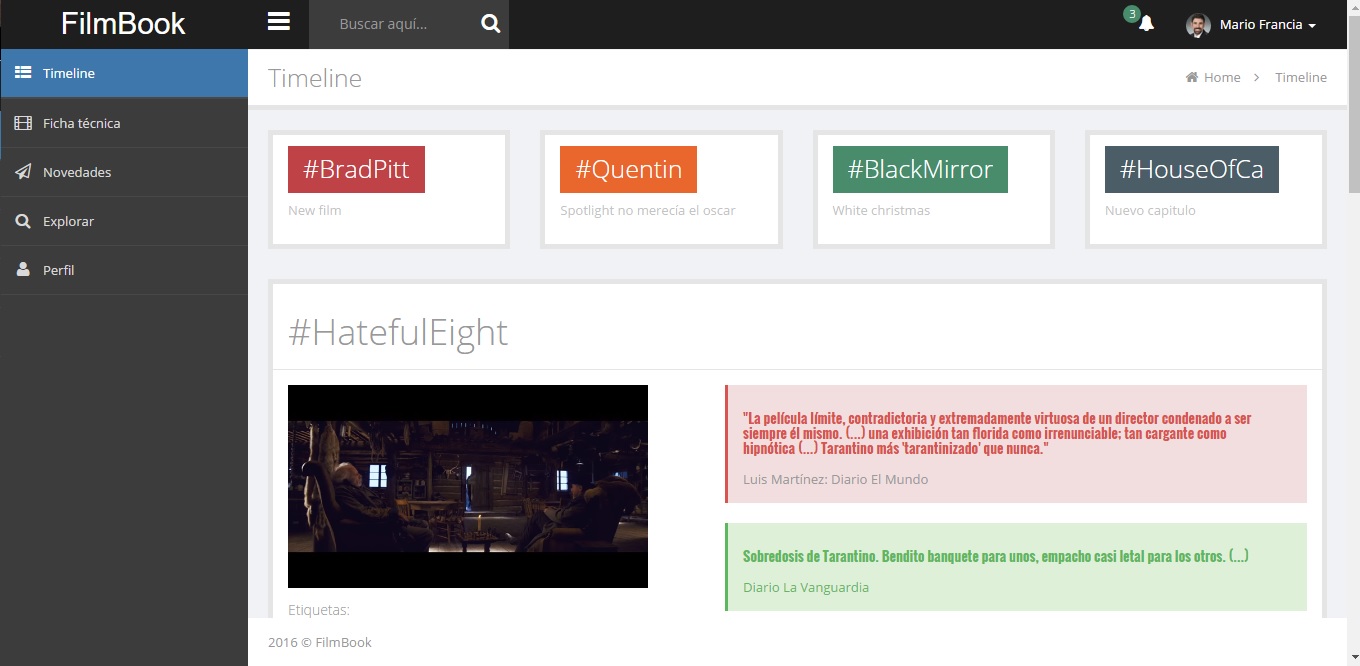 FilmBook
Buscar aquí...
3
Mario Francia
Timeline
Ficha técnica
Novedades
Explorar
Perfil
Timeline
Home
Timeline
#BradPitt
New film
#Quentin
Spotlight no merecía el oscar
#BlackMirror
White christmas
#HouseOfCa
Nuevo capitulo
#HatefulEight
"La película límite, contradictoria y extremadamente virtuosa de un director condenado a ser
siempre él mismo. (...) una exhibición tan florida como irrenunciable; tan cargante como
hipnótica (...) Tarantino más 'tarantinizado' que nunca."
Luis Martínez: Diario El Mundo
Sobredosis de Tarantino. Bendito banquete para unos, empacho casi letal para los otros. (...)
Diario La Vanguardia
Etiquetas:
2016 © FilmBook